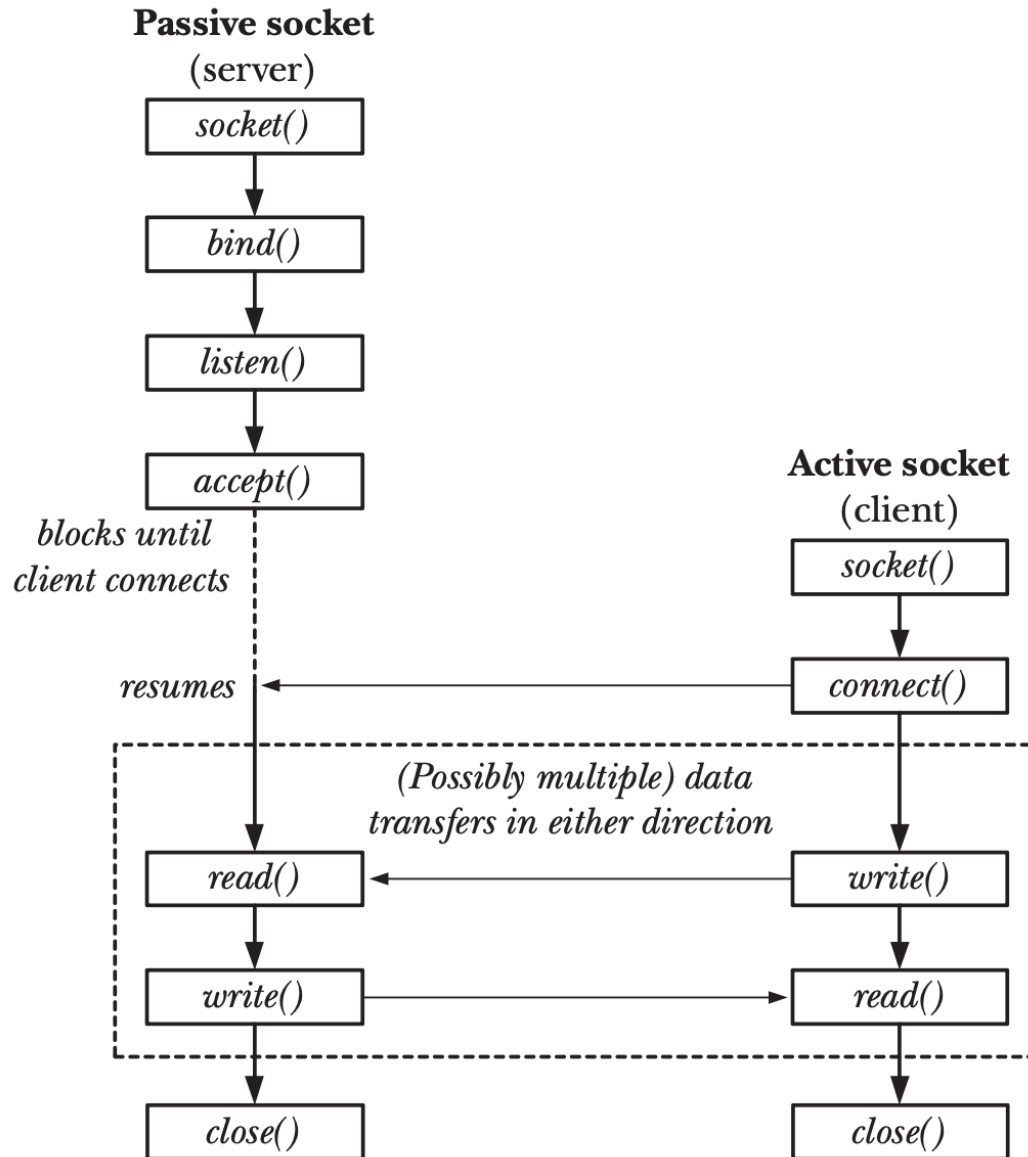 Passive socket
(server)
socket()
bind()
listen()
accept()
blocks until
client connects
Active socket
(client)
socket()
resumes
connect()
(Possibly multiple) data
transfers in either direction
read()
write()
write()
read()
close()
close()